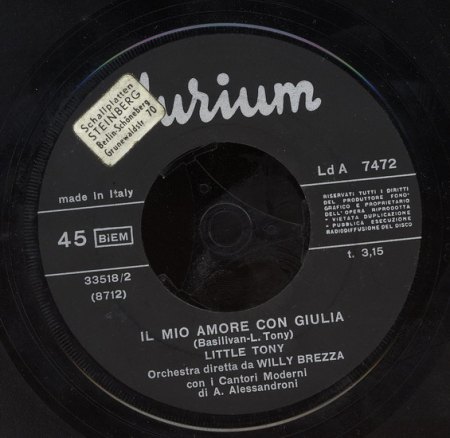 Schallplatten
STEINBERG
Berlin-Schöneberg
Grunewaldstr. 70
durium
made in Italy
45 BIEM
33518/2
(8712)
Ld A 7472
RISERVATI TUTTI I DIRITTI
DEL PRODUTTORE FONO-
GRAFICO E PROPRIETARIO
DELL'OPERA RIPRODOTTA
• VIETATA DUPLICAZIONE •
• PUBBLICA ESECUZIONE
RADIODIFFUSIONE DEL DISCO
t. 3,15
IL MIO AMORE CON GIULIA
(Basilivan-L. Tony)
LITTLE TONY
Orchestra diretta da WILLY BREZZA
con i Cantori Moderni
di A. Alessandroni